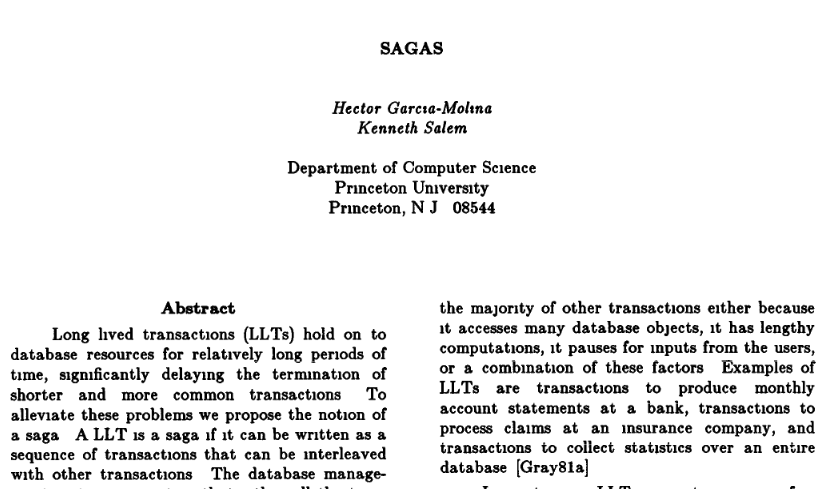 SAGAS
Hector Garcia-Molina
Kenneth Salem
Department of Computer Science
Princeton University
Princeton, N J 08544
Abstract
Long lived transactions (LLTs) hold on to
database resources for relatively long periods of
time, significantly delaying the termination of
shorter and more common transactions To
alleviate these problems we propose the notion of
a saga A LLT is a saga if it can be written as a
sequence of transactions that can be interleaved
with other transactions The database manage-
the majority of other transactions either because
it accesses many database objects, it has lengthy
computations, it pauses for inputs from the users,
or a combination of these factors Examples of
LLTs are transactions to produce monthly
account statements at a bank, transactions to
process claims at an insurance company, and
transactions to collect statistics over an entire
database [Gray81a]